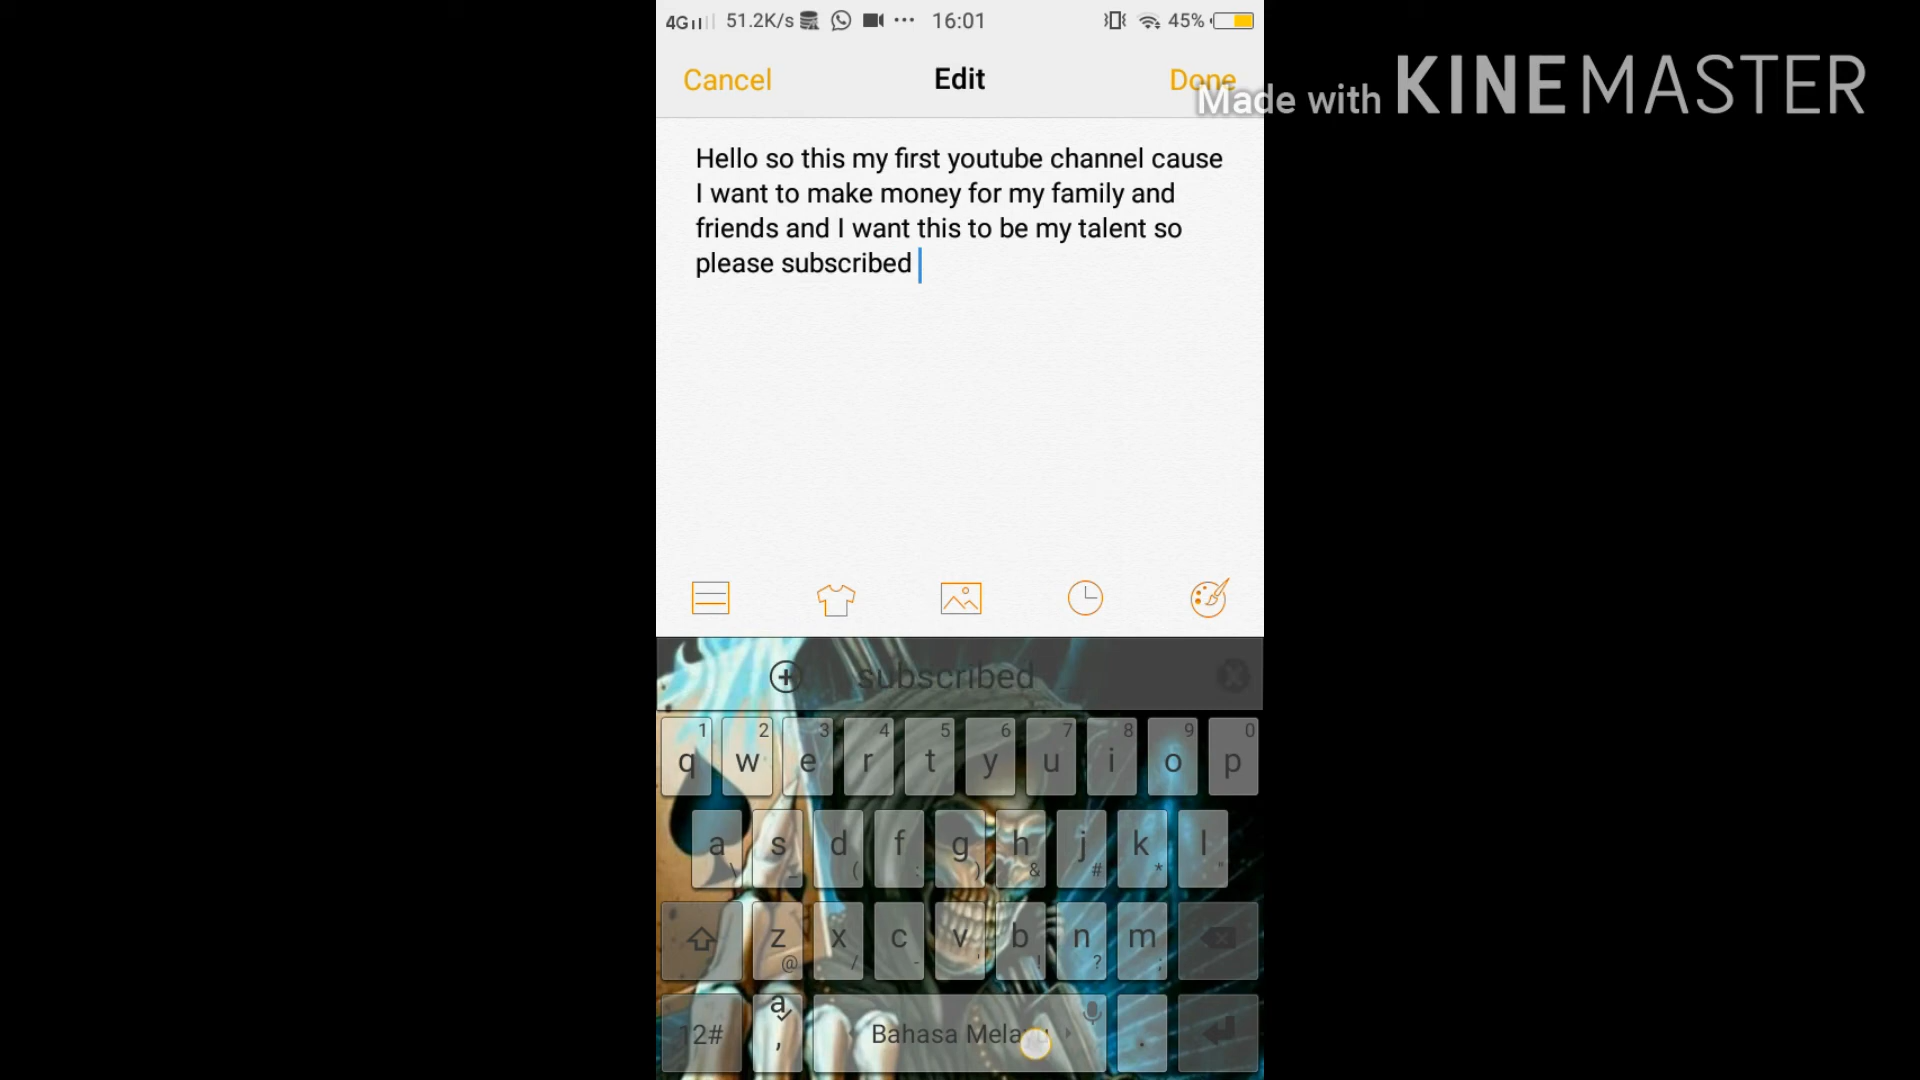 4G 51.2K/s ••• 16:01 45%
Cancel Edit Done
Made with KINEMASTER
Hello so this my first youtube channel cause
I want to make money for my family and
friends and I want this to be my talent so
please subscribed
subscribed
1 2 3 4 5 6 7 8 9 0
q w e r t y u i o p
a s d f g h j k l
\ _ ( : ) & # * "
z x c v b n m
@ / - ' ! ? ;
12# a , Bahasa Melayu .